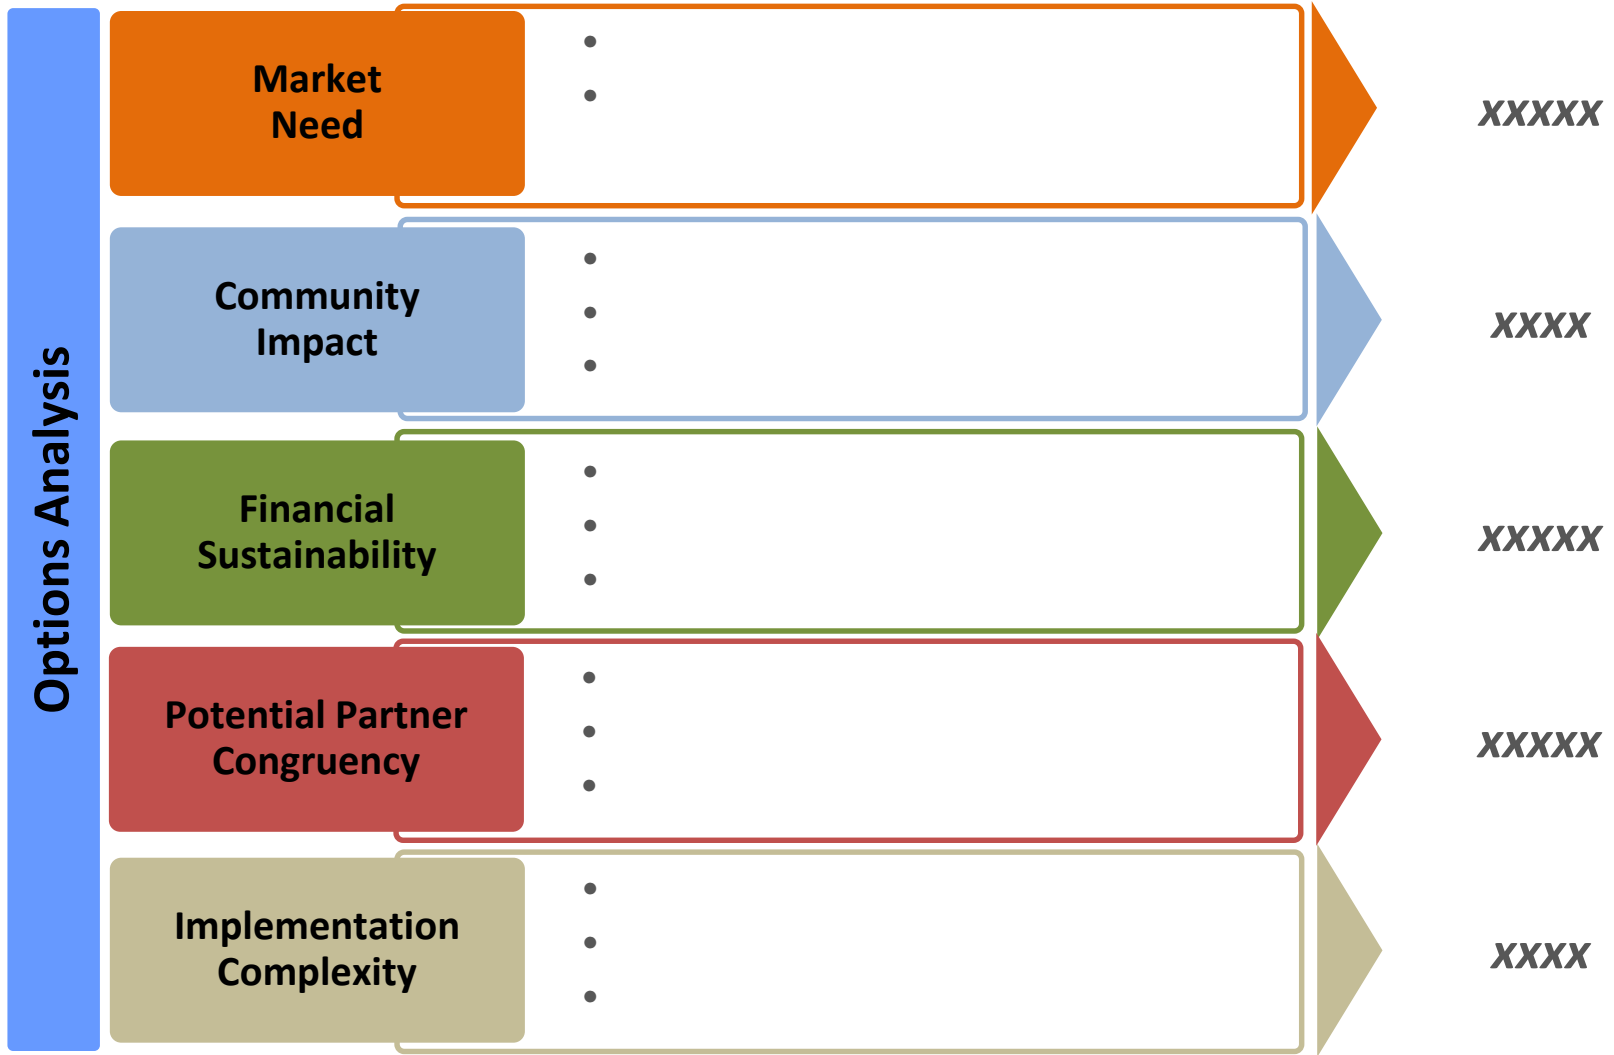 Options Analysis
Market
Need
•
•
xxxxx
Community
Impact
•
•
•
xxxx
Financial
Sustainability
•
•
•
xxxxx
Potential Partner
Congruency
•
•
•
xxxxx
Implementation
Complexity
•
•
•
xxxx